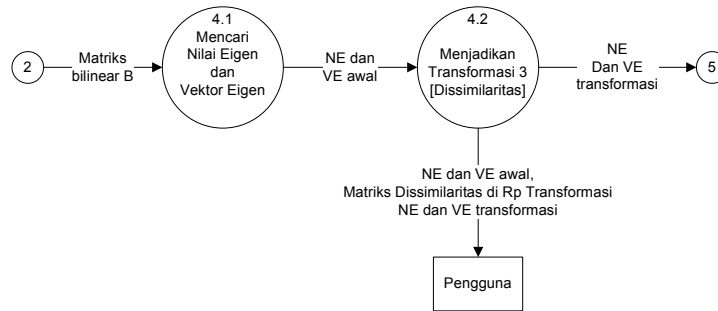 2
Matriks
bilinear B
4.1
Mencari
Nilai Eigen
dan
Vektor Eigen
NE dan
VE awal
4.2
Menjadikan
Transformasi 3
[Dissimilaritas]
NE
Dan VE
transformasi
5
NE dan VE awal,
Matriks Dissimilaritas di Rp Transformasi
NE dan VE transformasi
Pengguna